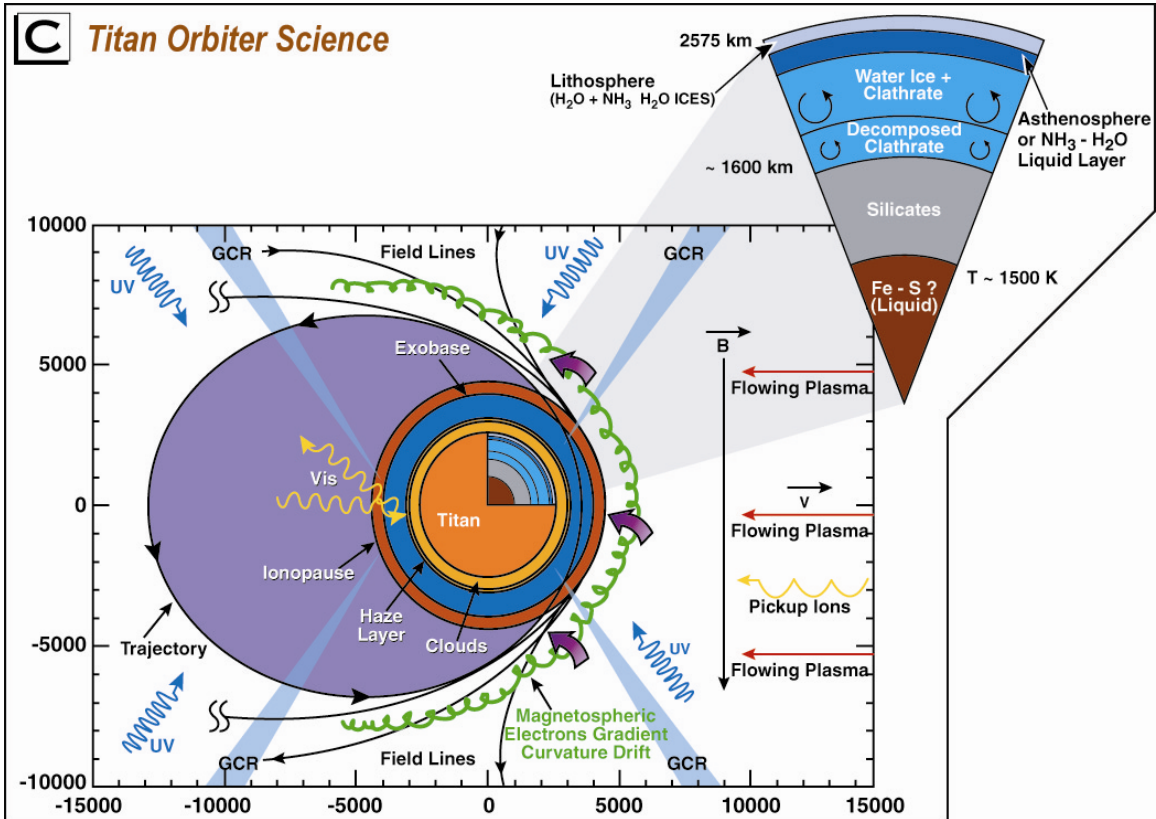 C Titan Orbiter Science
2575 km
Lithosphere
(H₂O + NH₃ H₂O ICES)
Water Ice +
Clathrate
Decomposed
Clathrate
Asthenosphere
or NH₃ - H₂O
Liquid Layer
~ 1600 km
Silicates
Fe - S ?
(Liquid)
T ~ 1500 K
10000
5000
0
-5000
-10000
-15000
-10000
-5000
0
5000
10000
15000
GCR
Field Lines
UV
GCR
UV
Exobase
B
Flowing Plasma
Vis
Titan
V
Flowing Plasma
Ionopause
Haze
Layer
Clouds
Pickup Ions
Trajectory
UV
Flowing Plasma
UV
Magnetospheric
Electrons Gradient
Curvature Drift
GCR
Field Lines
GCR